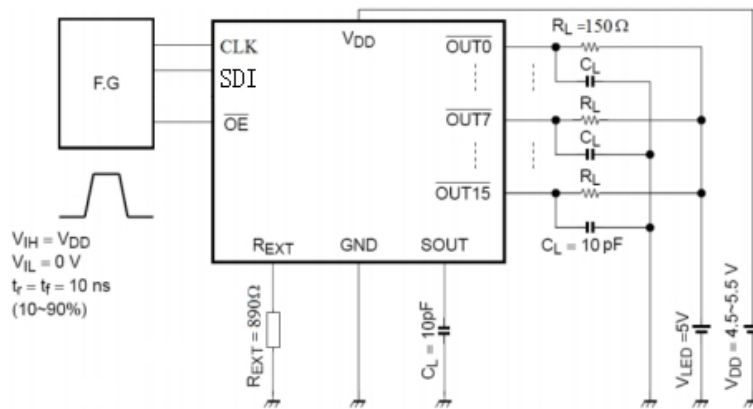 F.G
CLK
SDI
OE
VDD
OUT0
OUT7
OUT15
REXT
GND
SOUT
RL =150Ω
CL
RL
CL
RL
CL = 10 pF
VIH = VDD
VIL = 0 V
tr = tf = 10 ns
(10~90%)
REXT = 890Ω
CL = 10pF
VLED =5V
VDD = 4.5~5.5 V